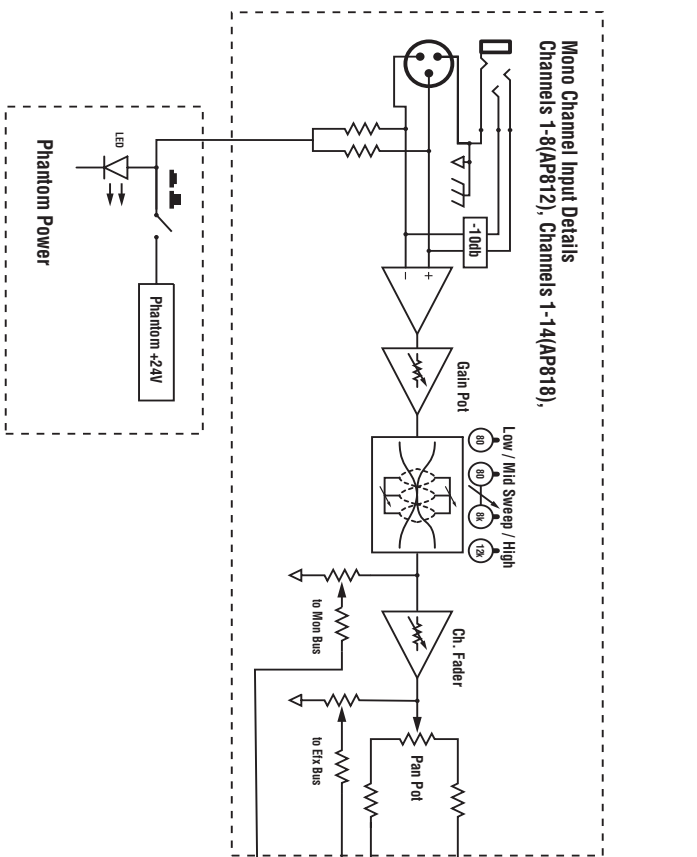 Mono Channel Input Details
Channels 1-8(AP812), Channels 1-14(AP818),
-10db
+
−
Gain Pot
Low / Mid Sweep / High
80
80
8k
12k
to Mon Bus
Ch. Fader
to Efx Bus
Pan Pot
LED
Phantom +24V
Phantom Power